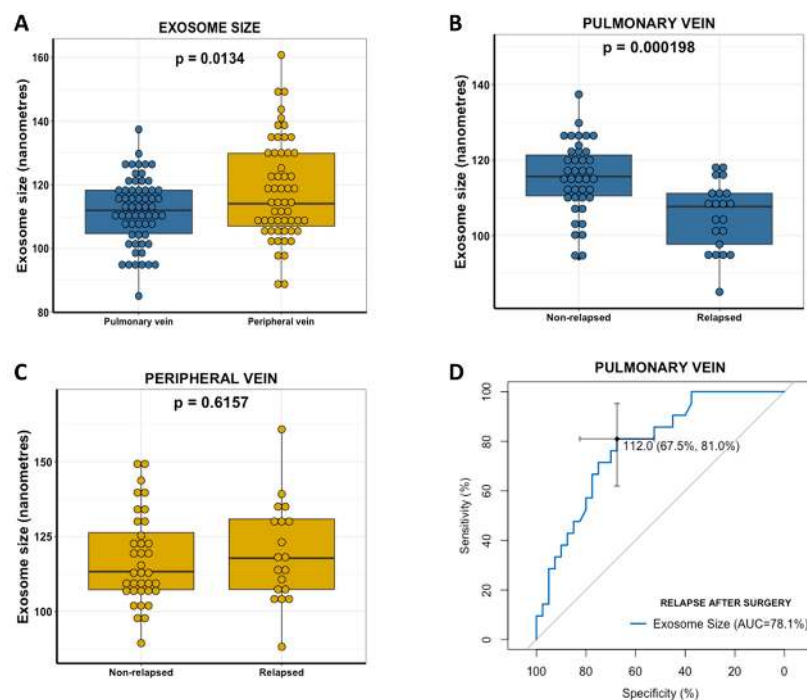 A
EXOSOME SIZE
p = 0.0134
Exosome size (nanometres)
160
140
120
100
80
Pulmonary vein
Peripheral vein
B
PULMONARY VEIN
p = 0.000198
Exosome size (nanometres)
140
120
100
Non-relapsed
Relapsed
C
PERIPHERAL VEIN
p = 0.6157
Exosome size (nanometres)
150
125
100
Non-relapsed
Relapsed
D
PULMONARY VEIN
Sensitivity (%)
100
80
60
40
20
0
112.0 (67.5%, 81.0%)
RELAPSE AFTER SURGERY
Exosome Size (AUC=78.1%)
100 80 60 40 20 0
Specificity (%)